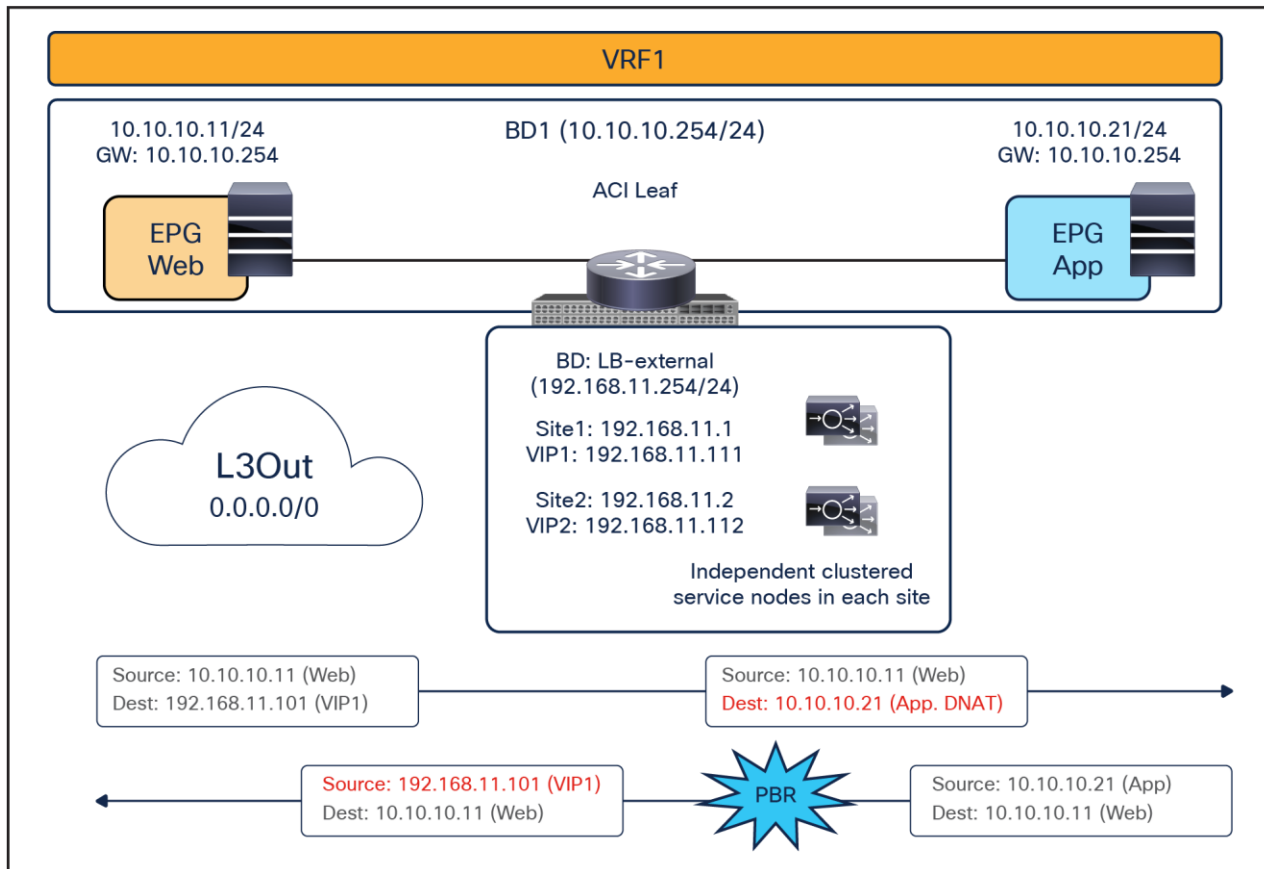 VRF1
10.10.10.11/24
GW: 10.10.10.254
BD1 (10.10.10.254/24)
10.10.10.21/24
GW: 10.10.10.254
ACI Leaf
EPG
Web
EPG
App
BD: LB-external
(192.168.11.254/24)
Site1: 192.168.11.1
VIP1: 192.168.11.111
Site2: 192.168.11.2
VIP2: 192.168.11.112
Independent clustered
service nodes in each site
L3Out
0.0.0.0/0
Source: 10.10.10.11 (Web)
Dest: 192.168.11.101 (VIP1)
Source: 10.10.10.11 (Web)
Dest: 10.10.10.21 (App. DNAT)
Source: 192.168.11.101 (VIP1)
Dest: 10.10.10.11 (Web)
PBR
Source: 10.10.10.21 (App)
Dest: 10.10.10.11 (Web)